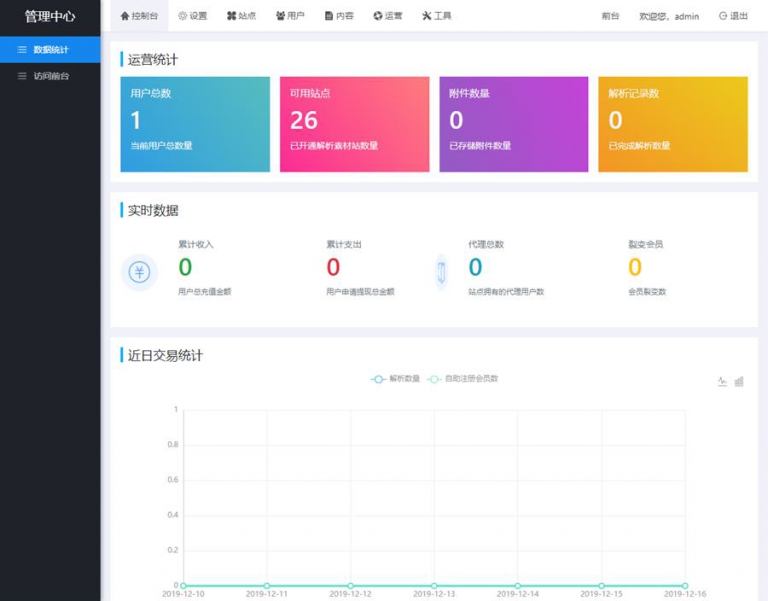 管理中心
控制台 设置 站点 用户 内容 运营 工具 前台 欢迎您，admin 退出
数据统计
访问前台
运营统计
用户总数
1
当前用户总数量
可用站点
26
已开通解析素材站数量
附件数量
0
已存储附件数量
解析记录数
0
已完成解析数量
实时数据
累计收入
0
用户总充值金额
累计支出
0
用户申请提现总金额
代理总数
0
站点拥有的代理用户数
裂变会员
0
会员裂变数
近日交易统计
解析数量 自助注册会员数
1
0.8
0.6
0.4
0.2
0
2019-12-10 2019-12-11 2019-12-12 2019-12-13 2019-12-14 2019-12-15 2019-12-16